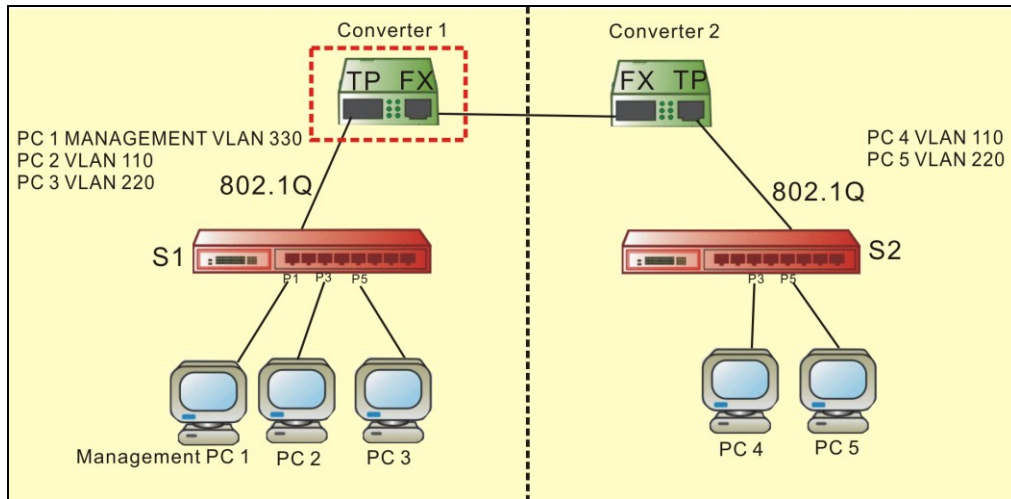 Converter 1
Converter 2
TP FX
FX TP
PC 1 MANAGEMENT VLAN 330
PC 2 VLAN 110
PC 3 VLAN 220
PC 4 VLAN 110
PC 5 VLAN 220
802.1Q
802.1Q
S1
S2
P1 P3 P5
P3 P5
Management PC 1
PC 2
PC 3
PC 4
PC 5